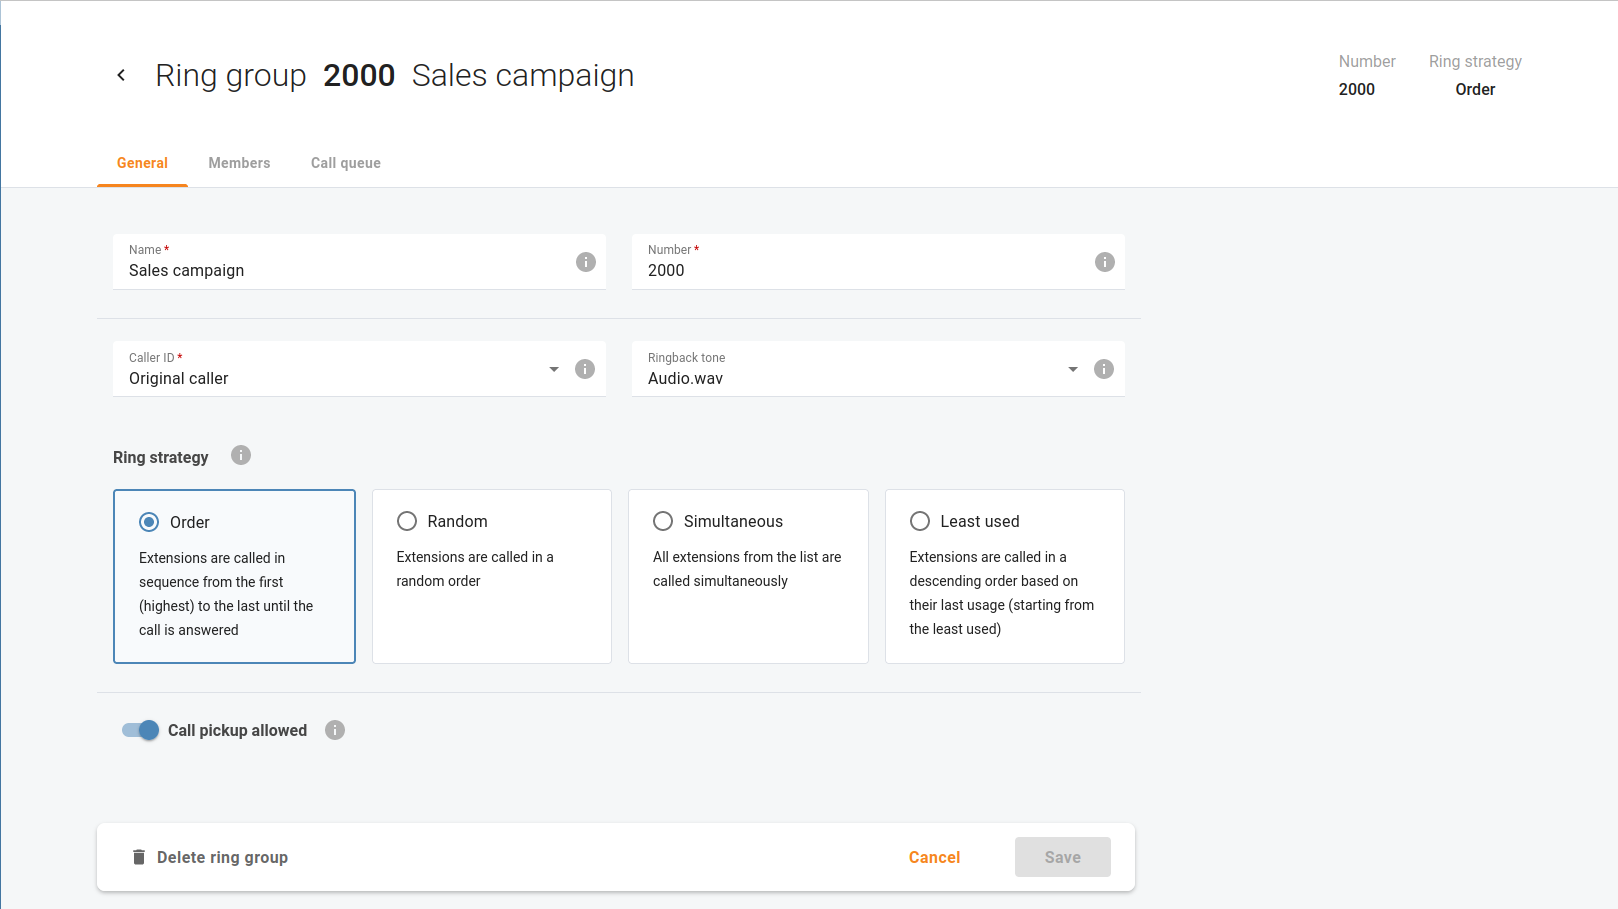 Ring group 2000 Sales campaign
Number
2000
Ring strategy
Order
General Members Call queue
Name *
Sales campaign
Number *
2000
Caller ID *
Original caller
Ringback tone
Audio.wav
Ring strategy
Order
Extensions are called in
sequence from the first
(highest) to the last until the
call is answered
Random
Extensions are called in a
random order
Simultaneous
All extensions from the list are
called simultaneously
Least used
Extensions are called in a
descending order based on
their last usage (starting from
the least used)
Call pickup allowed
Delete ring group
Cancel
Save